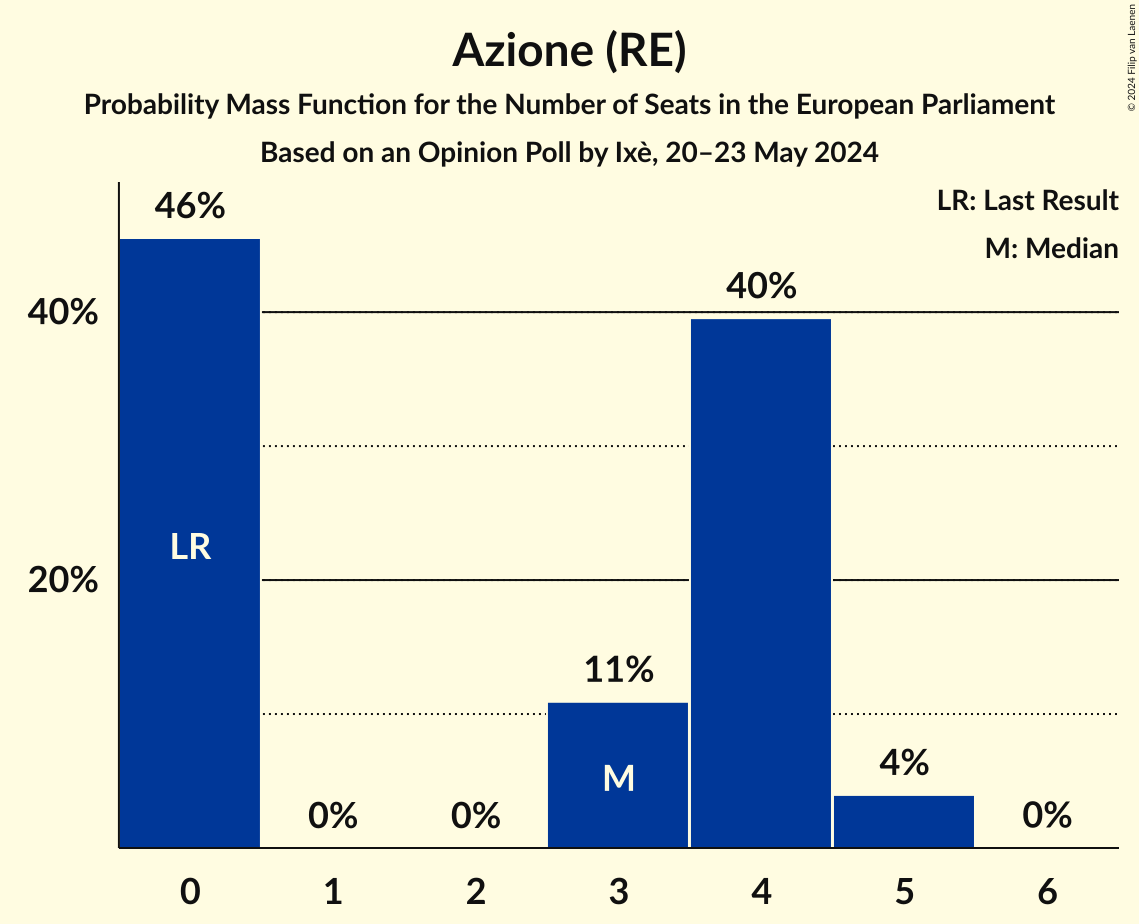 Azione (RE)
Probability Mass Function for the Number of Seats in the European Parliament
Based on an Opinion Poll by Ixè, 20–23 May 2024
© 2024 Filip van Laenen
LR: Last Result
M: Median
46%
40%
40%
LR
20%
11%
M
4%
0%
0%
0%
0
1
2
3
4
5
6